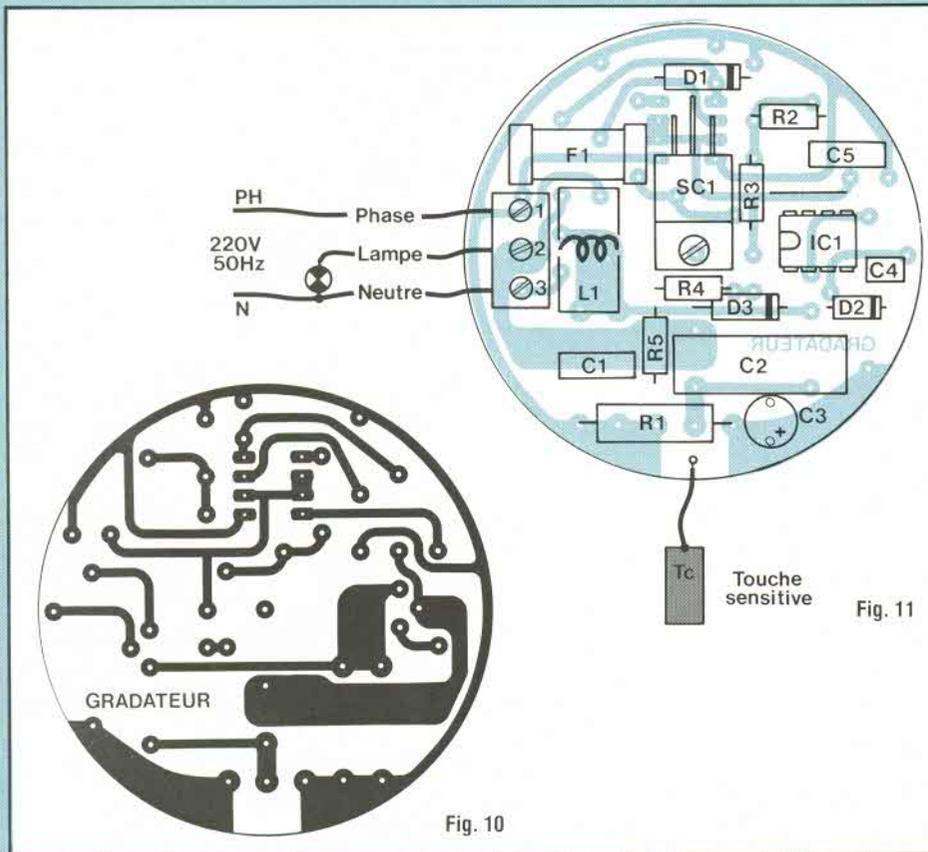 D1
R2
F1
C5
SC1
R3
PH
Phase
1
IC1
220V
50Hz
Lampe
2
C4
N
Neutre
3
L1
R4
D3
D2
GRADATEUR
R5
C1
C2
R1
C3
+
Tc
Touche
sensitive
Fig. 11
GRADATEUR
Fig. 10